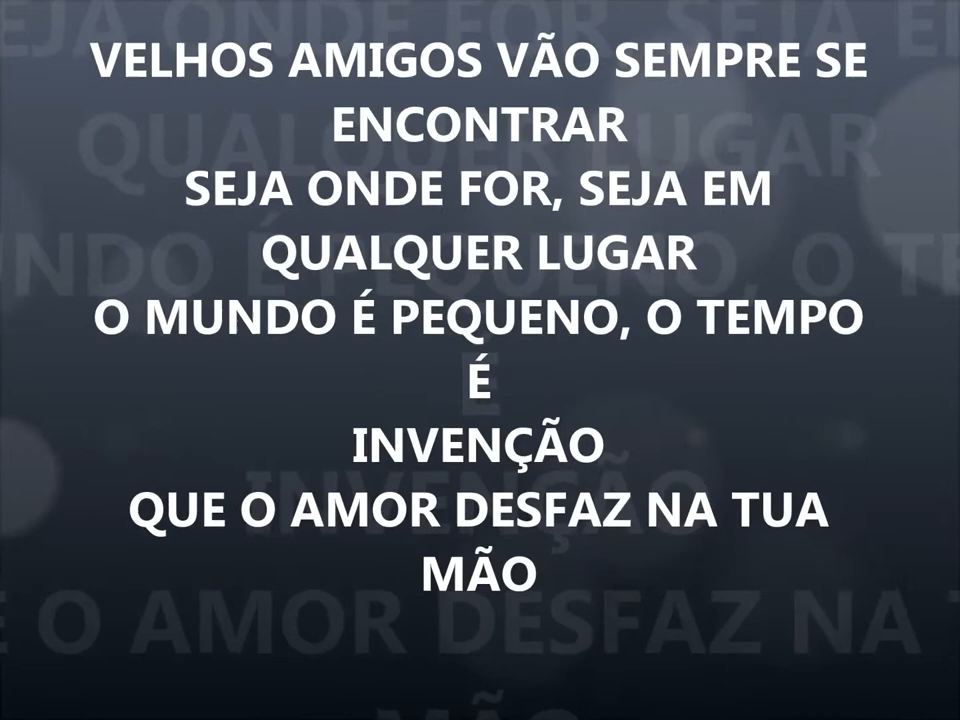 VELHOS AMIGOS VÃO SEMPRE SE
ENCONTRAR
SEJA ONDE FOR, SEJA EM
QUALQUER LUGAR
O MUNDO É PEQUENO, O TEMPO
É
INVENÇÃO
QUE O AMOR DESFAZ NA TUA
MÃO